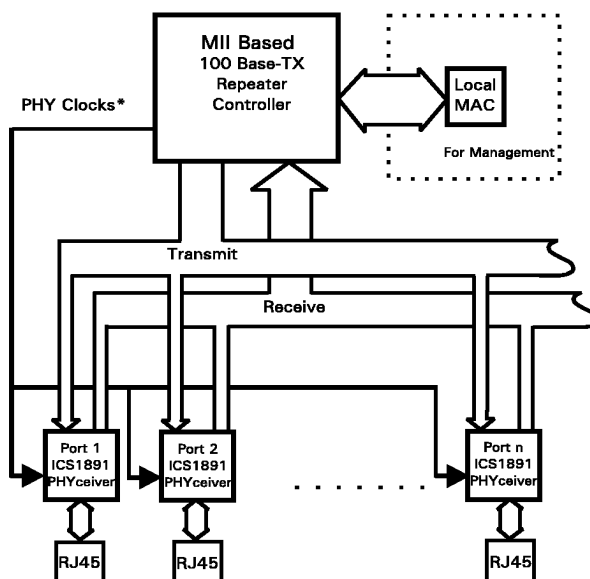 MII Based
100 Base-TX
Repeater
Controller
Local
MAC
For Management
PHY Clocks*
Transmit
Receive
Port 1
ICS1891
PHYceiver
Port 2
ICS1891
PHYceiver
Port n
ICS1891
PHYceiver
RJ45
RJ45
RJ45